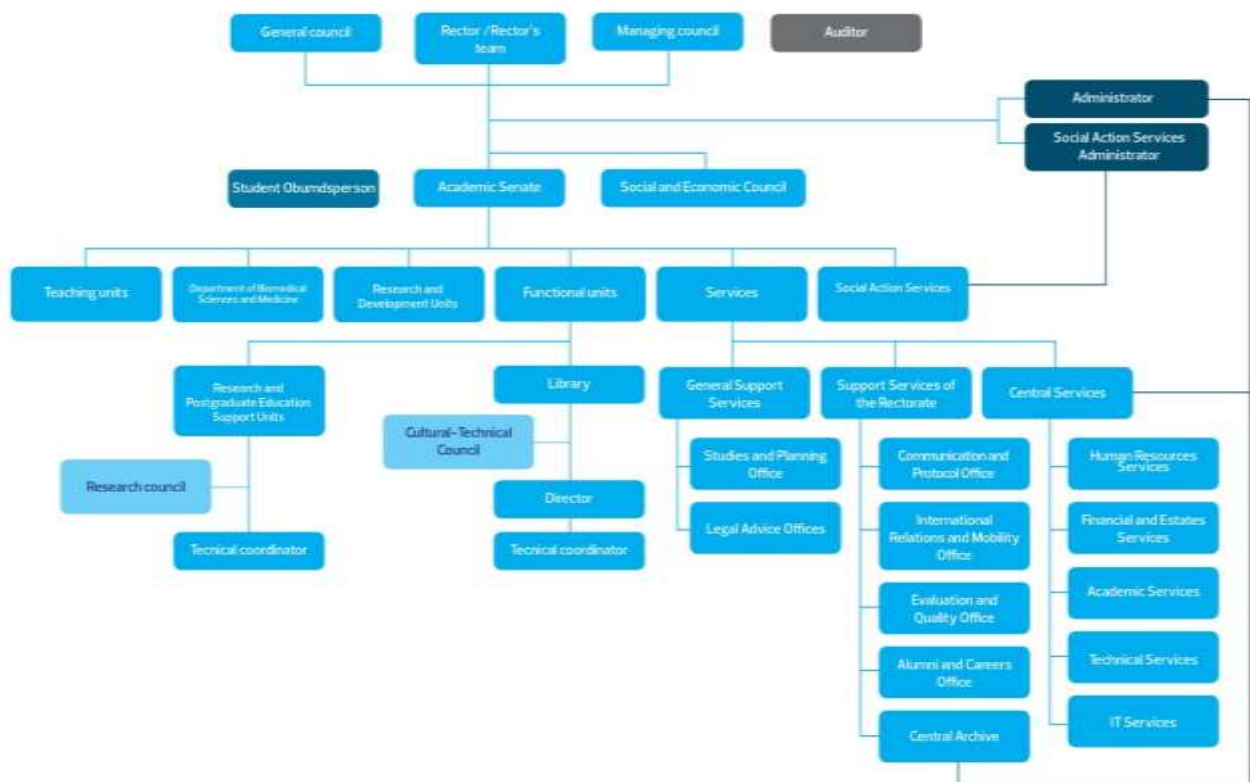 General council
Rector /Rector's
team
Managing council
Auditor
Administrator
Social Action Services
Administrator
Student Obumdsperson
Academic Senate
Social and Economic Council
Teaching units
Department of Biomedical
Sciences and Medicine
Research and
Development Units
Functional units
Services
Social Action Services
Research and
Postgraduate Education
Support Units
Library
General Support
Services
Support Services of
the Rectorate
Central Services
Cultural-Technical
Council
Research council
Director
Tecnical coordinator
Tecnical coordinator
Studies and Planning
Office
Legal Advice Offices
Communication and
Protocol Office
International
Relations and Mobility
Office
Evaluation and
Quality Office
Alumni and Careers
Office
Central Archive
Human Resources
Services
Financial and Estates
Services
Academic Services
Technical Services
IT Services